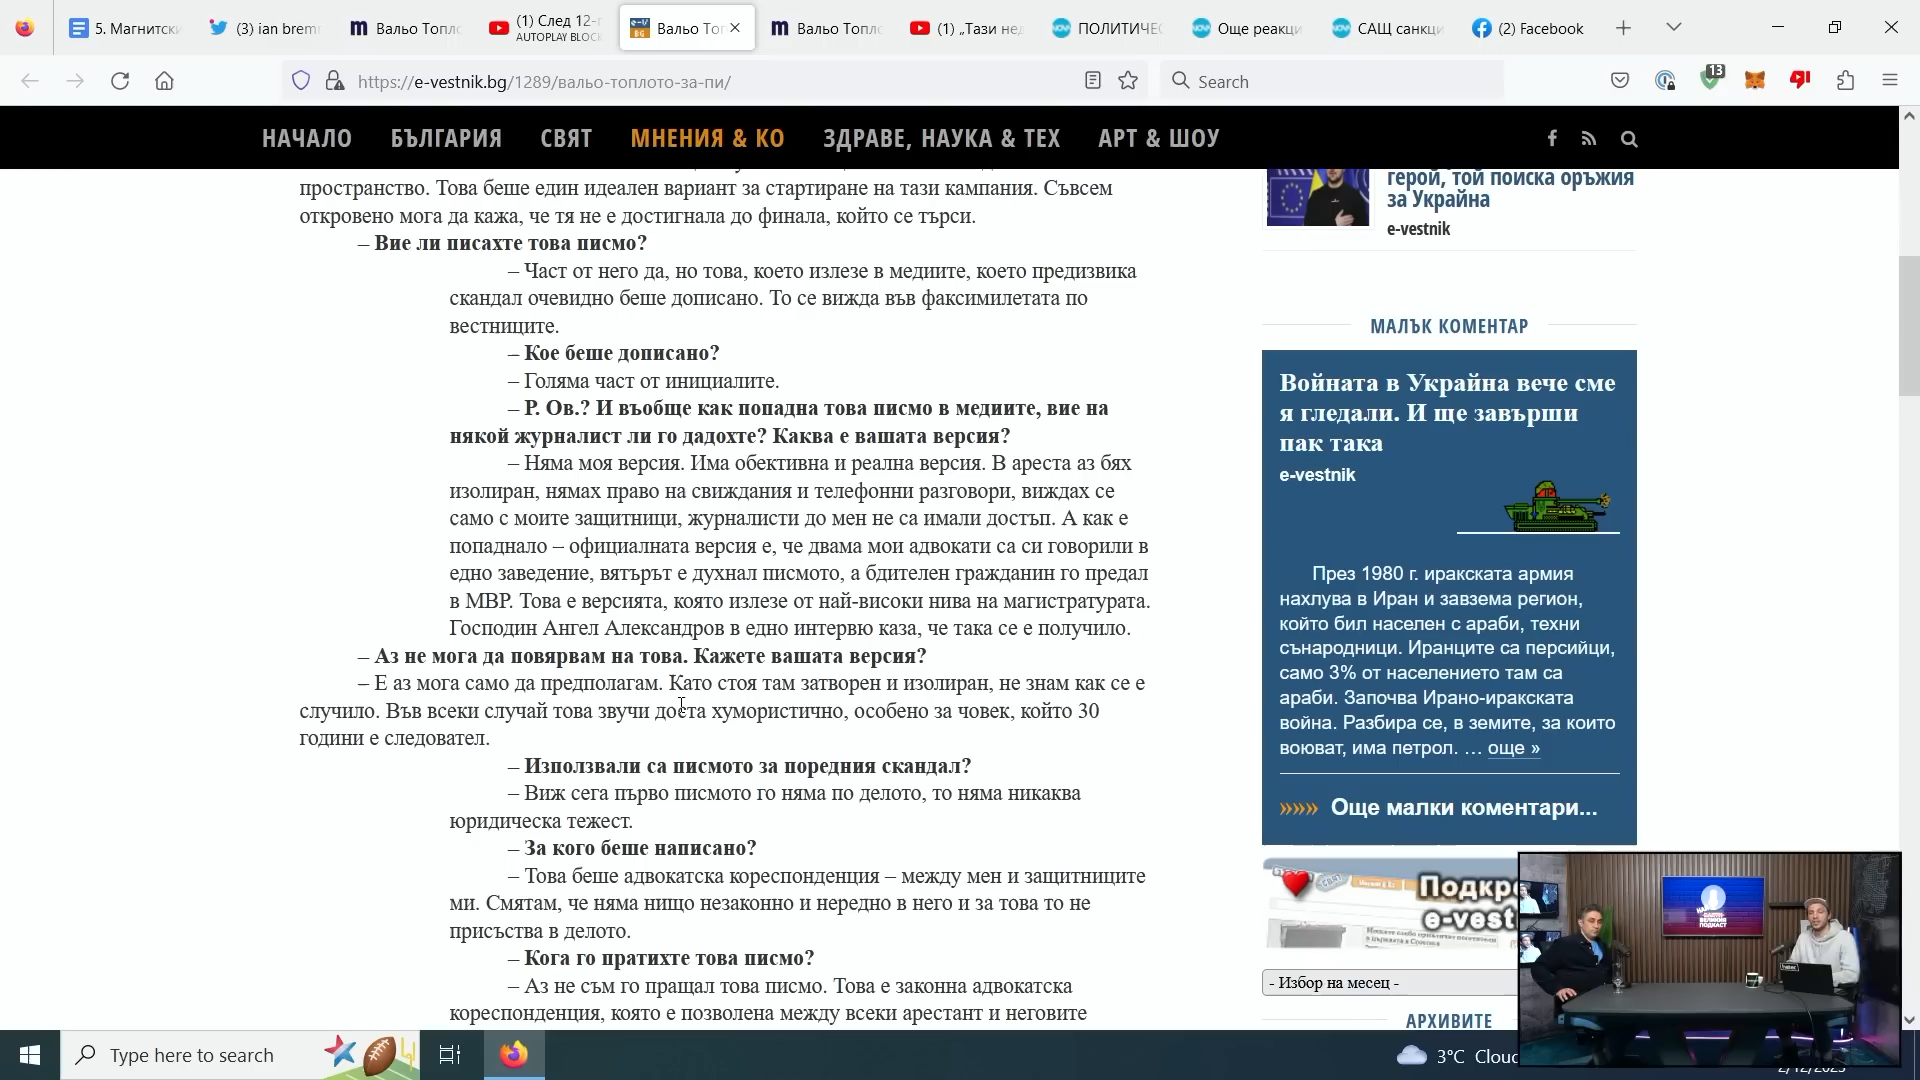 5. Магнитск
(3) ian brem
Вальо Топло
(1) След 12-
AUTOPLAY BLOCK
Вальо Топ
Вальо Топло
(1) „Тази нед
ПОЛИТИЧЕС
Още реакци
САЩ санкци
(2) Facebook
https://e-vestnik.bg/1289/вальо-топлото-за-пи/
Search
13
НАЧАЛО БЪЛГАРИЯ СВЯТ МНЕНИЯ & КО ЗДРАВЕ, НАУКА & ТЕХ АРТ & ШОУ
пространство. Това беше един идеален вариант за стартиране на тази кампания. Съвсем
откровено мога да кажа, че тя не е достигнала до финала, който се търси.
– Вие ли писахте това писмо?
– Част от него да, но това, което излезе в медиите, което предизвика
скандал очевидно беше дописано. То се вижда във факсимилетата по
вестниците.
– Кое беше дописано?
– Голяма част от инициалите.
– Р. Ов.? И въобще как попадна това писмо в медиите, вие на
някой журналист ли го дадохте? Каква е вашата версия?
– Няма моя версия. Има обективна и реална версия. В ареста аз бях
изолиран, нямах право на свиждания и телефонни разговори, виждах се
само с моите защитници, журналисти до мен не са имали достъп. А как е
попаднало – официалната версия е, че двама мои адвокати са си говорили в
едно заведение, вятърът е духнал писмото, а бдителен гражданин го предал
в МВР. Това е версията, която излезе от най-високи нива на магистратурата.
Господин Ангел Александров в едно интервю каза, че така се е получило.
– Аз не мога да повярвам на това. Кажете вашата версия?
– Е аз мога само да предполагам. Като стоя там затворен и изолиран, не знам как се е
случило. Във всеки случай това звучи доста хумористично, особено за човек, който 30
години е следовател.
– Използвали са писмото за поредния скандал?
– Виж сега първо писмото го няма по делото, то няма никаква
юридическа тежест.
– За кого беше написано?
– Това беше адвокатска кореспонденция – между мен и защитниците
ми. Смятам, че няма нищо незаконно и нередно в него и за това то не
присъства в делото.
– Кога го пратихте това писмо?
– Аз не съм го пращал това писмо. Това е законна адвокатска
кореспонденция, която е позволена между всеки арестант и неговите
герой, той поиска оръжия
за Украйна
e-vestnik
МАЛЪК КОМЕНТАР
Войната в Украйна вече сме
я гледали. И ще завърши
пак така
e-vestnik
През 1980 г. иракската армия
нахлува в Иран и завзема регион,
който бил населен с араби, техни
сънародници. Иранците са персийци,
само 3% от населението там са
араби. Започва Ирано-иракската
война. Разбира се, в земите, за които
воюват, има петрол. … още »
»»» Още малки коментари...
Подкр
e-vest
- Избор на месец -
АРХИВИТЕ
Type here to search
3°C Cloud